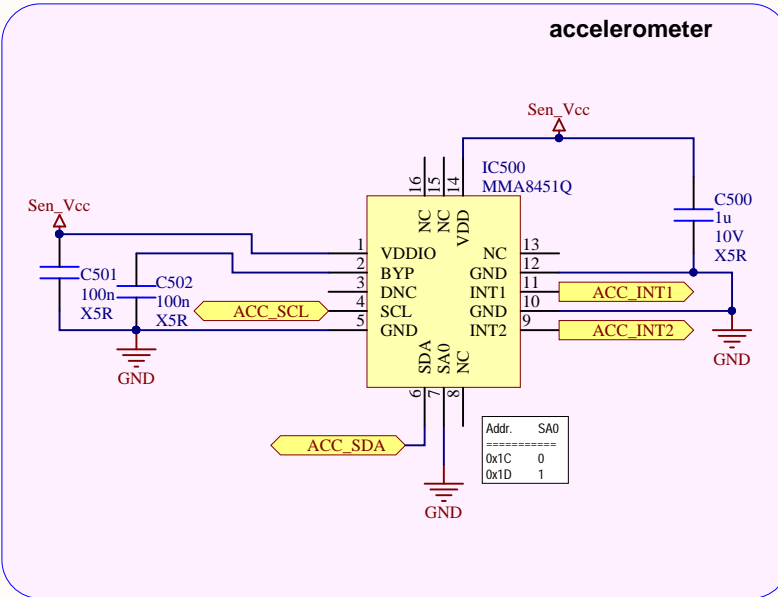 accelerometer
Sen_Vcc
IC500
MMA8451Q
16
15
14
NC
NC
VDD
C500
1u
10V
X5R
Sen_Vcc
C501
100n
X5R
C502
100n
X5R
GND
1 VDDIO
2 BYP
3 DNC
4 SCL
5 GND
ACC_SCL
NC 13
GND 12
INT1 11
GND 10
INT2 9
ACC_INT1
ACC_INT2
GND
SDA
SA0
NC
6
7
8
ACC_SDA
GND
Addr. SA0
===========
0x1C 0
0x1D 1